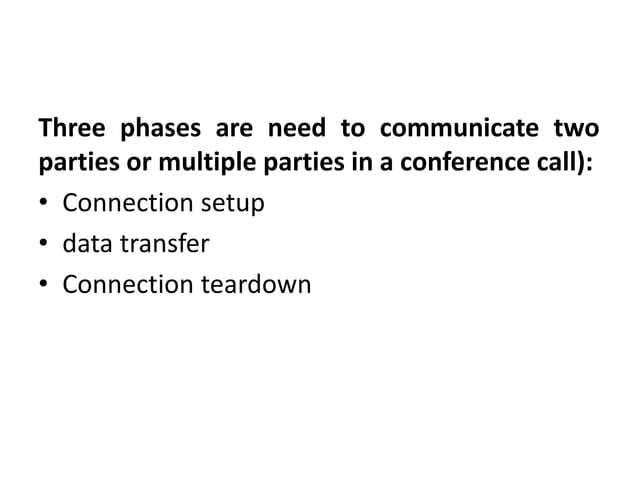 Three phases are need to communicate two
parties or multiple parties in a conference call):
• Connection setup
• data transfer
• Connection teardown